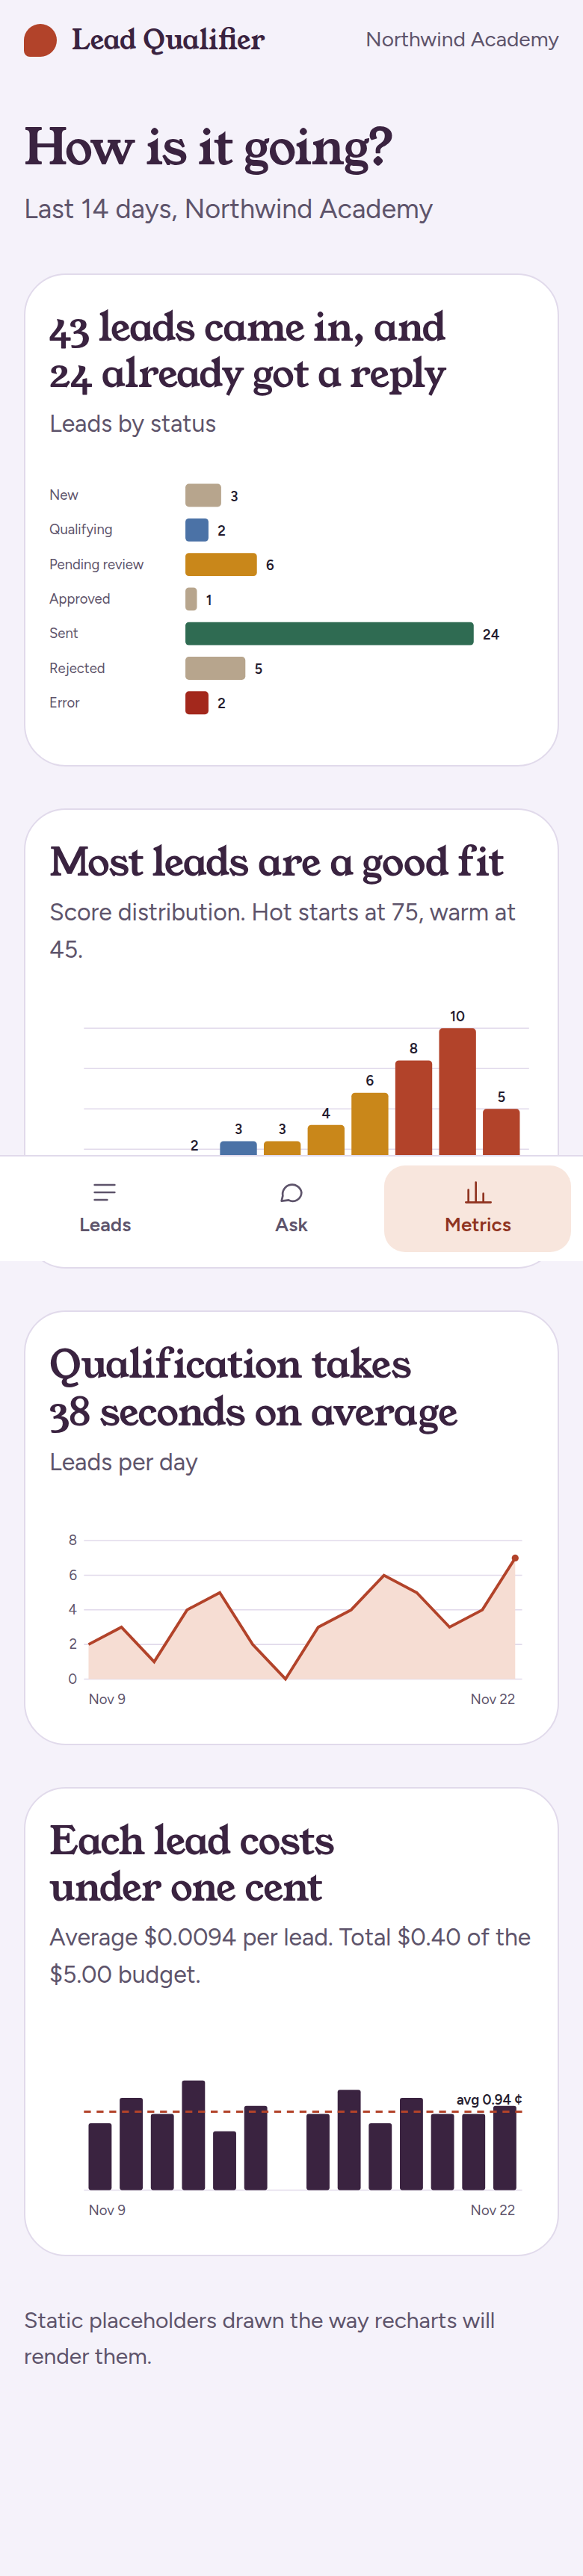 Lead Qualifier
Northwind Academy
How is it going?
Last 14 days, Northwind Academy
43 leads came in, and
24 already got a reply
Leads by status
New 3
Qualifying 2
Pending review 6
Approved 1
Sent 24
Rejected 5
Error 2
Most leads are a good fit
Score distribution. Hot starts at 75, warm at
45.
2 3 3 4 6 8 10 5
Leads
Ask
Metrics
Qualification takes
38 seconds on average
Leads per day
8
6
4
2
0
Nov 9
Nov 22
Each lead costs
under one cent
Average $0.0094 per lead. Total $0.40 of the
$5.00 budget.
avg 0.94 ¢
Nov 9
Nov 22
Static placeholders drawn the way recharts will
render them.